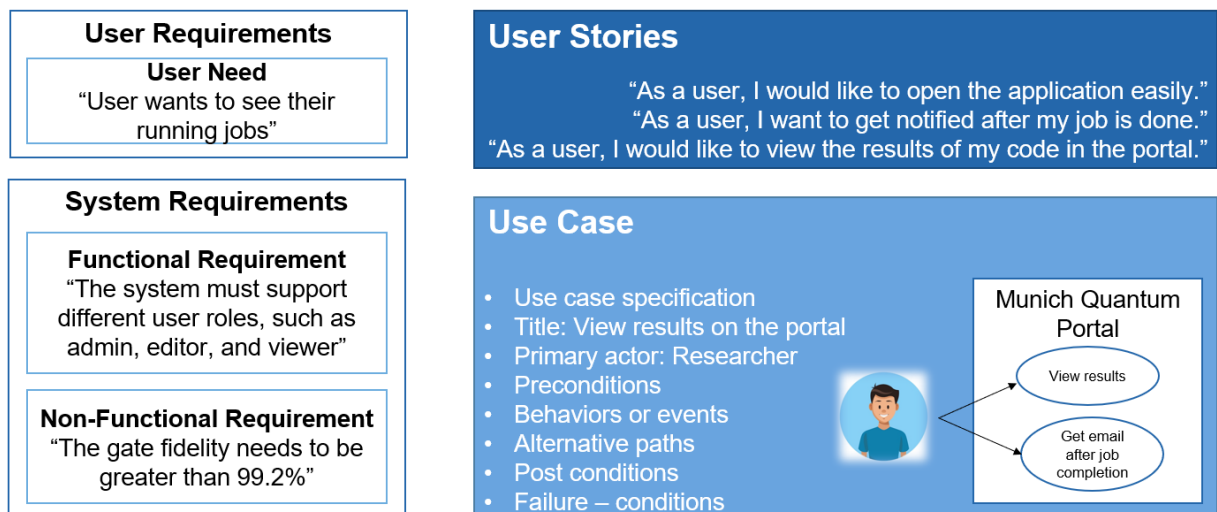 User Requirements
User Need
“User wants to see their
running jobs”
System Requirements
Functional Requirement
“The system must support
different user roles, such as
admin, editor, and viewer”
Non-Functional Requirement
“The gate fidelity needs to be
greater than 99.2%”
User Stories
“As a user, I would like to open the application easily.”
“As a user, I want to get notified after my job is done.”
“As a user, I would like to view the results of my code in the portal.”
Use Case
• Use case specification
• Title: View results on the portal
• Primary actor: Researcher
• Preconditions
• Behaviors or events
• Alternative paths
• Post conditions
• Failure – conditions
Munich Quantum
Portal
View results
Get email
after job
completion